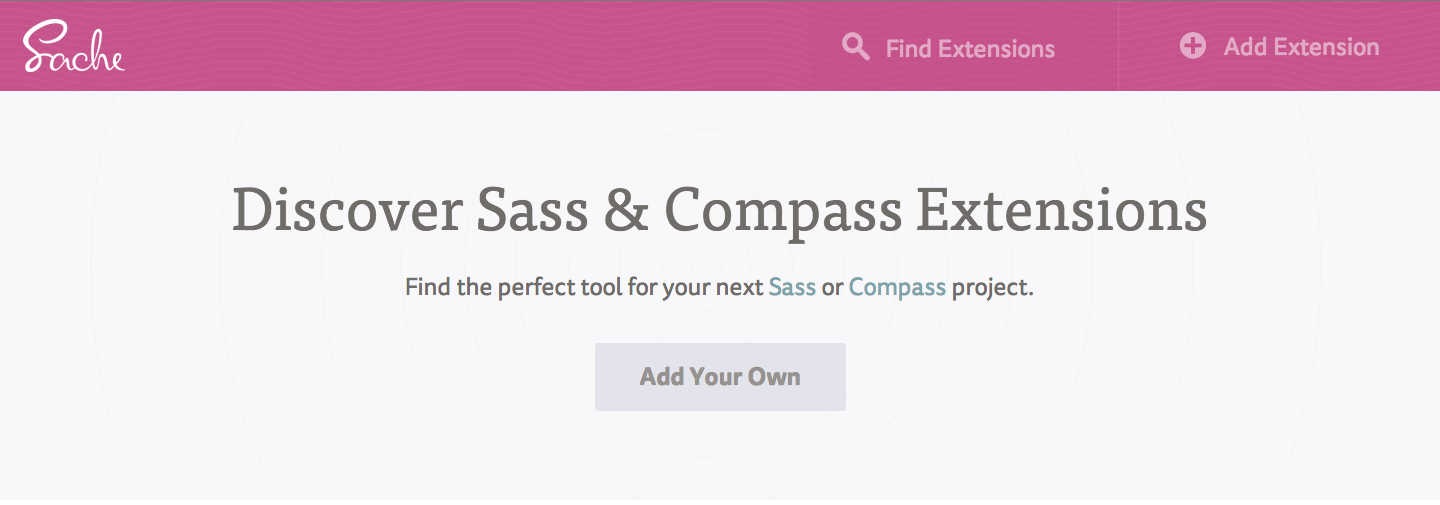 Sache
Find Extensions
Add Extension
Discover Sass & Compass Extensions
Find the perfect tool for your next Sass or Compass project.
Add Your Own